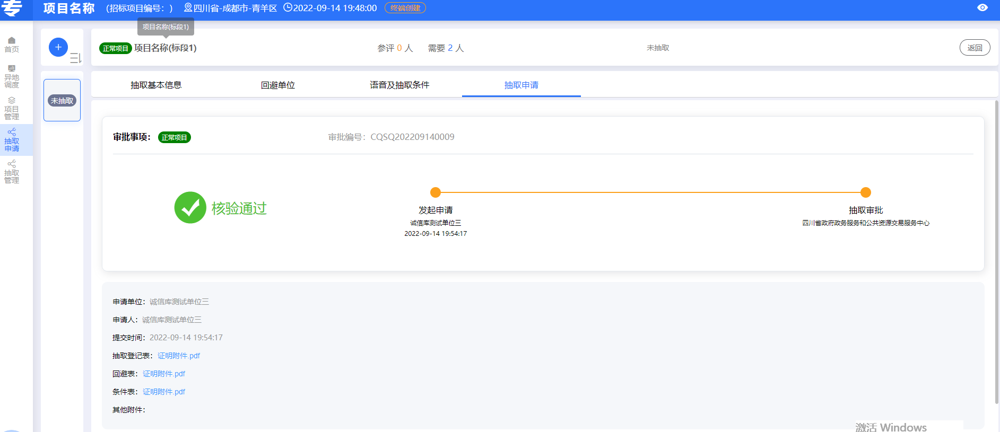 专
项目名称 (招标项目编号：) 四川省-成都市-青羊区 2022-09-14 19:48:00 终端创建
项目名称(标段1)
首页
异地
调度
项目
管理
抽取
申请
抽取
管理
+
未抽取
正常项目 项目名称(标段1) 参评 0 人 需要 2 人 未抽取 返回
抽取基本信息 回避单位 语音及抽取条件 抽取申请
审批事项： 正常项目 审批编号：CQSQ202209140009
核验通过
发起申请
诚信库测试单位三
2022-09-14 19:54:17
抽取审批
四川省政府政务服务和公共资源交易服务中心
申请单位：诚信库测试单位三
申请人：诚信库测试单位三
提交时间：2022-09-14 19:54:17
抽取登记表：证明附件.pdf
回避表：证明附件.pdf
条件表：证明附件.pdf
其他附件：
激活 Windows